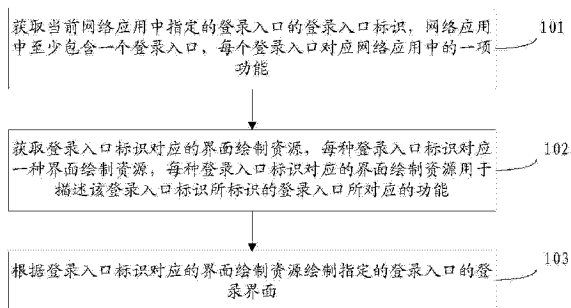 获取当前网络应用中指定的登录入口的登录入口标识，网络应用
中至少包含一个登录入口，每个登录入口对应网络应用中的一项
功能
101
获取登录入口标识对应的界面绘制资源，每种登录入口标识对应
一种界面绘制资源，每种登录入口标识对应的界面绘制资源用于
描述该登录入口标识所标识的登录入口所对应的功能
102
根据登录入口标识对应的界面绘制资源绘制指定的登录入口的登
录界面
103